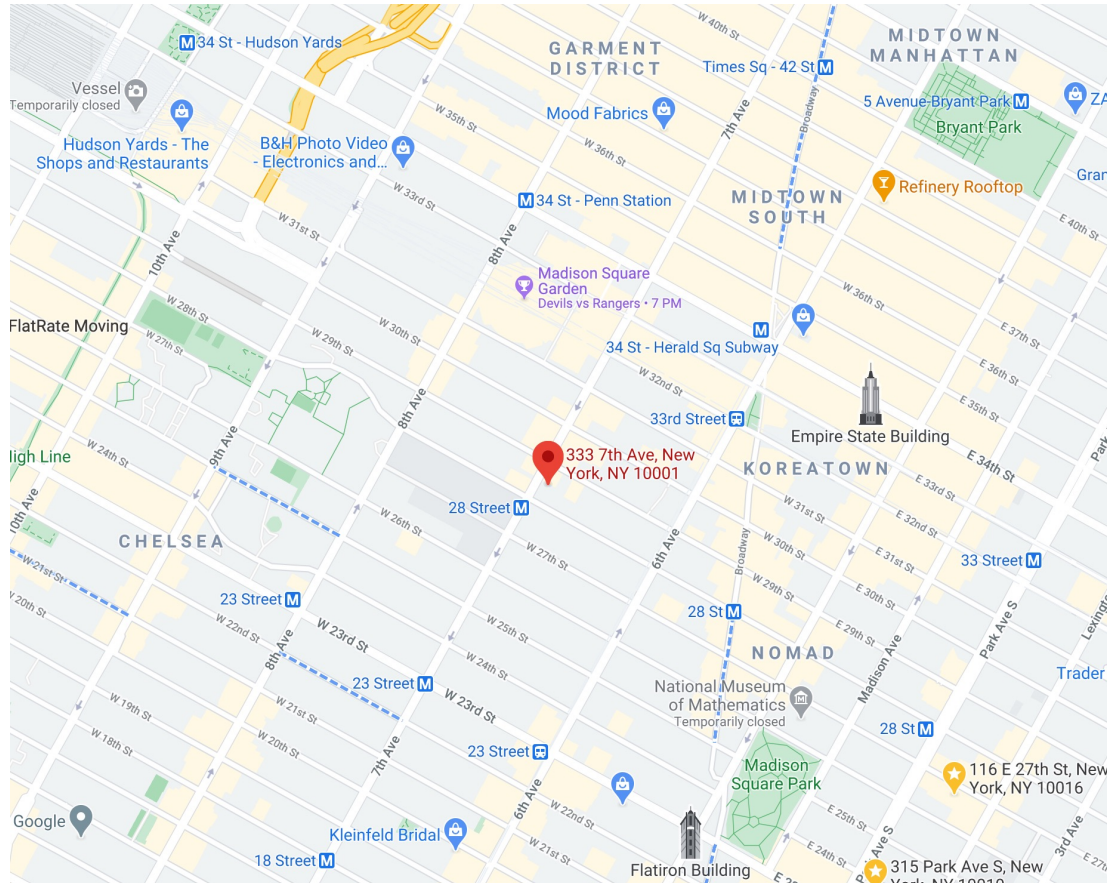 34 St - Hudson Yards
GARMENT
DISTRICT
W 40th St
MIDTOWN
MANHATTAN
Times Sq - 42 St
Vessel
Temporarily closed
Hudson Yards - The
Shops and Restaurants
B&H Photo Video
- Electronics and...
W 35th St
Mood Fabrics
7th Ave
Broadway
5 Avenue-Bryant Park
Bryant Park
ZA
Gran
W 36th St
W 33rd St
34 St - Penn Station
MIDTOWN
SOUTH
Refinery Rooftop
E 40th St
W 31st St
10th Ave
8th Ave
Madison Square
Garden
Devils vs Rangers • 7 PM
W 36th St
W 28th St
FlatRate Moving
W 27th St
W 29th St
W 30th St
34 St - Herald Sq Subway
E 37th St
E 36th St
W 32nd St
E 35th St
8th Ave
33rd Street
Empire State Building
Park
W 24th St
9th Ave
High Line
333 7th Ave, New
York, NY 10001
KOREATOWN
E 34th St
E 33rd St
10th Ave
28 Street
W 26th St
W 31st St
E 32nd St
CHELSEA
W 27th St
6th Ave
Broadway
W 30th St
E 31st St
33 Street
W 21st St
W 20th St
23 Street
W 29th St
E 30th St
28 St
W 22nd St
W 23rd St
W 25th St
E 29th St
Park Ave S
Lexing
8th Ave
W 24th St
NOMAD
Madison Ave
Trader
23 Street
W 23rd St
National Museum
of Mathematics
Temporarily closed
W 19th St
W 21st St
W 18th St
W 20th St
7th Ave
23 Street
28 St
Madison
Square Park
116 E 27th St, New
York, NY 10016
6th Ave
W 22nd St
E 25th St
Google
Kleinfeld Bridal
W 21st St
E 24th St
3rd Ave
E 27th
18 Street
Flatiron Building
315 Park Ave S, New